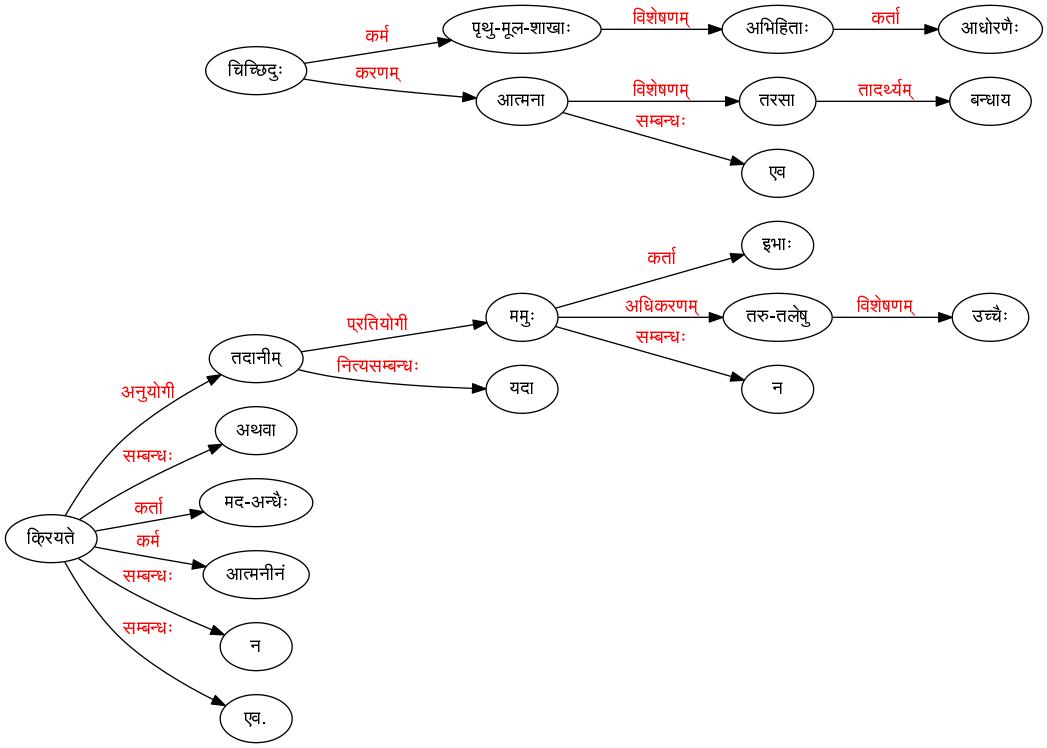 कर्म
पृथु-मूल-शाखाः
विशेषणम्
अभिहिताः
कर्ता
आधोरणैः
चिच्छिदुः
करणम्
आत्मना
विशेषणम्
तरसा
तादर्थ्यम्
बन्धाय
सम्बन्धः
एव
कर्ता
इभाः
ममुः
अधिकरणम्
तरु-तलेषु
विशेषणम्
उच्चैः
सम्बन्धः
न
प्रतियोगी
तदानीम्
नित्यसम्बन्धः
यदा
अनुयोगी
अथवा
सम्बन्धः
मद-अन्धैः
कर्ता
क्रियते
कर्म
आत्मनीनं
सम्बन्धः
न
सम्बन्धः
एव.